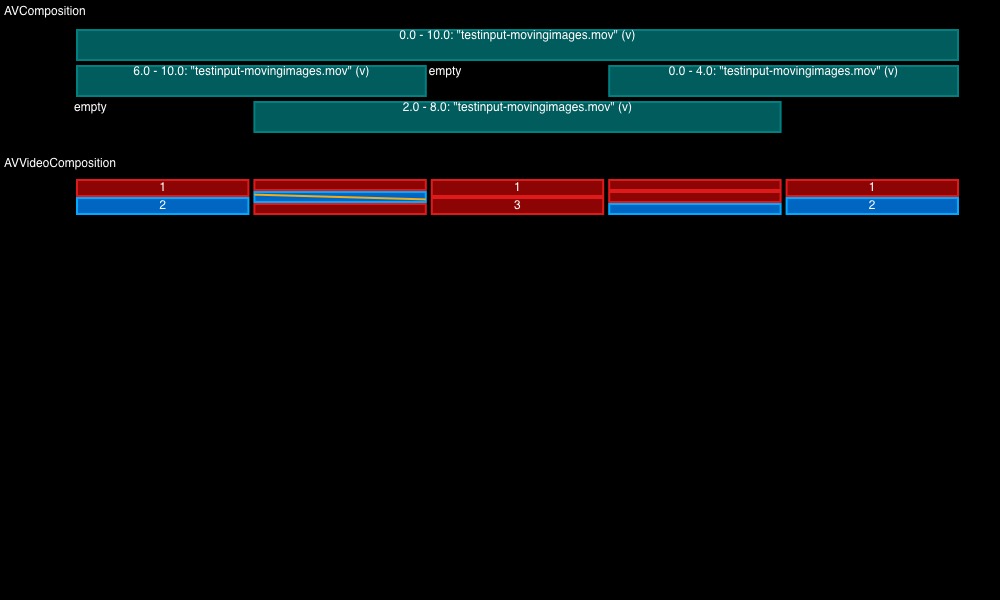 AVComposition
0.0 - 10.0: "testinput-movingimages.mov" (v)
6.0 - 10.0: "testinput-movingimages.mov" (v) empty 0.0 - 4.0: "testinput-movingimages.mov" (v)
empty 2.0 - 8.0: "testinput-movingimages.mov" (v)
AVVideoComposition
1 1 1
2 3 2